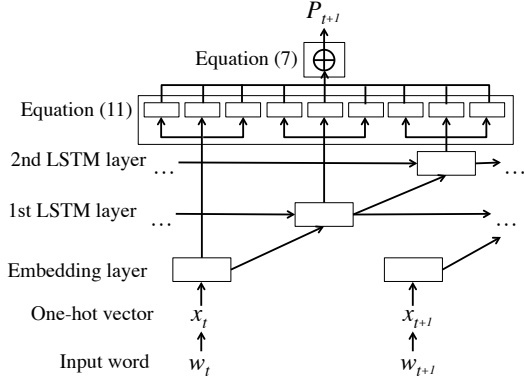 P_{t+1}
Equation (7)
Equation (11)
2nd LSTM layer ... ...
1st LSTM layer ... ...
Embedding layer
One-hot vector x_t x_{t+1}
Input word w_t w_{t+1}